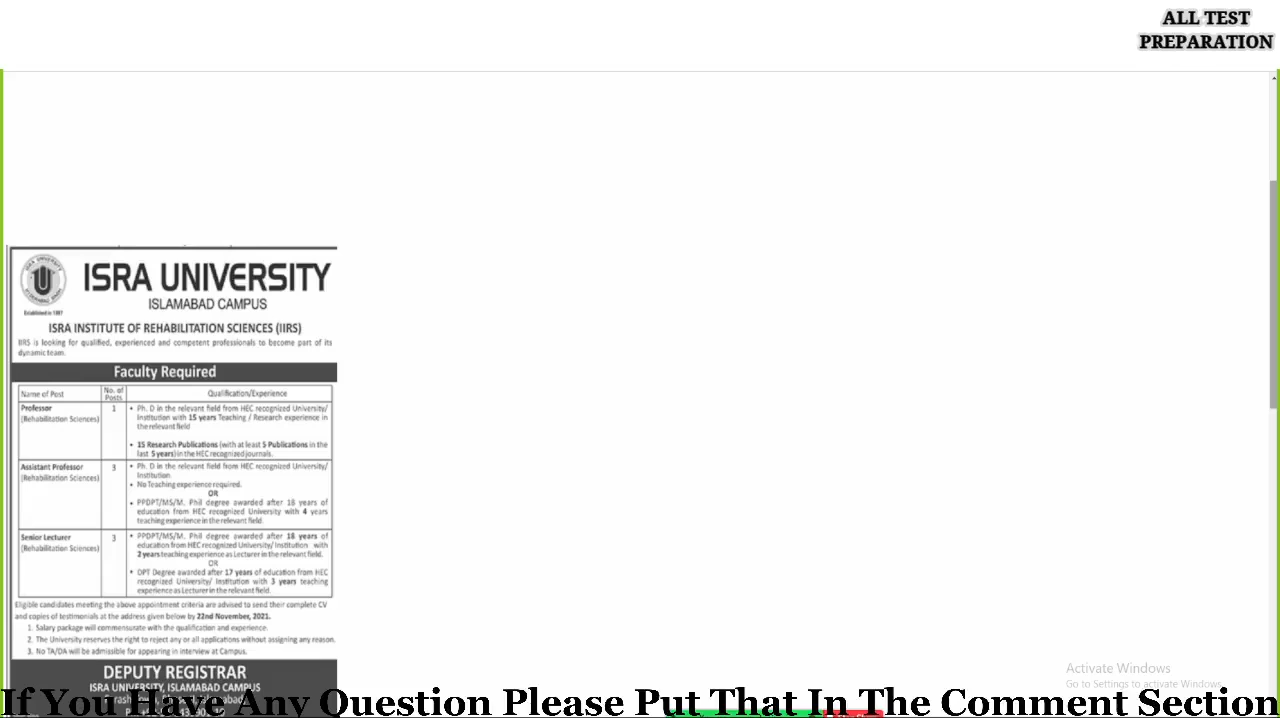 ALL TEST
PREPARATION
ISRA UNIVERSITY
ISLAMABAD CAMPUS
Established in 1997
ISRA INSTITUTE OF REHABILITATION SCIENCES (IIRS)
IIRS is looking for qualified, experienced and competent professionals to become part of its
dynamic team.
Faculty Required
Name of Post
No. of
Posts
Qualification/Experience
Professor
(Rehabilitation Sciences)
1
• Ph. D in the relevant field from HEC recognized University/
Institution with 15 years Teaching / Research experience in
the relevant field
• 15 Research Publications (with at least 5 Publications in the
last 5 years) in the HEC recognized journals.
Assistant Professor
(Rehabilitation Sciences)
3
• Ph. D in the relevant field from HEC recognized University/
Institution.
• No Teaching experience required.
OR
• PPDPT/MS/M. Phil degree awarded after 18 years of
education from HEC recognized University with 4 years
teaching experience in the relevant field.
Senior Lecturer
(Rehabilitation Sciences)
3
• PPDPT/MS/M. Phil degree awarded after 18 years of
education from HEC recognized University/ Institution with
2 years teaching experience as Lecturer in the relevant field.
OR
• DPT Degree awarded after 17 years of education from HEC
recognized University/ Institution with 3 years teaching
experience as Lecturer in the relevant field.
Eligible candidates meeting the above appointment criteria are advised to send their complete CV
and copies of testimonials at the address given below by 22nd November, 2021.
1. Salary package will commensurate with the qualification and experience.
2. The University reserves the right to reject any or all applications without assigning any reason.
3. No TA/DA will be admissible for appearing in interview at Campus.
DEPUTY REGISTRAR
ISRA UNIVERSITY, ISLAMABAD CAMPUS
Activate Windows
Go to Settings to activate Windows.
If You Have Any Question Please Put That In The Comment Section